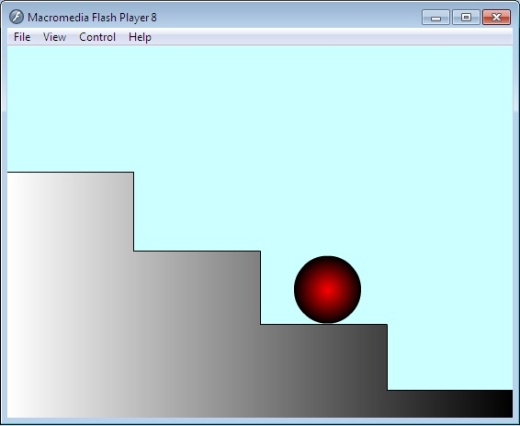 Macromedia Flash Player 8
File View Control Help